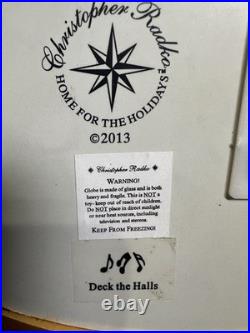 Christopher Radko
™
HOME FOR THE HOLIDAYS
©2013
Christopher Radko
WARNING!
Globe is made of glass and is both
heavy and fragile. This is NOT a
toy- keep out of reach of children.
Do NOT place in direct sunlight
or near heat sources, including
television and stereos.
KEEP FROM FREEZING!
Deck the Halls